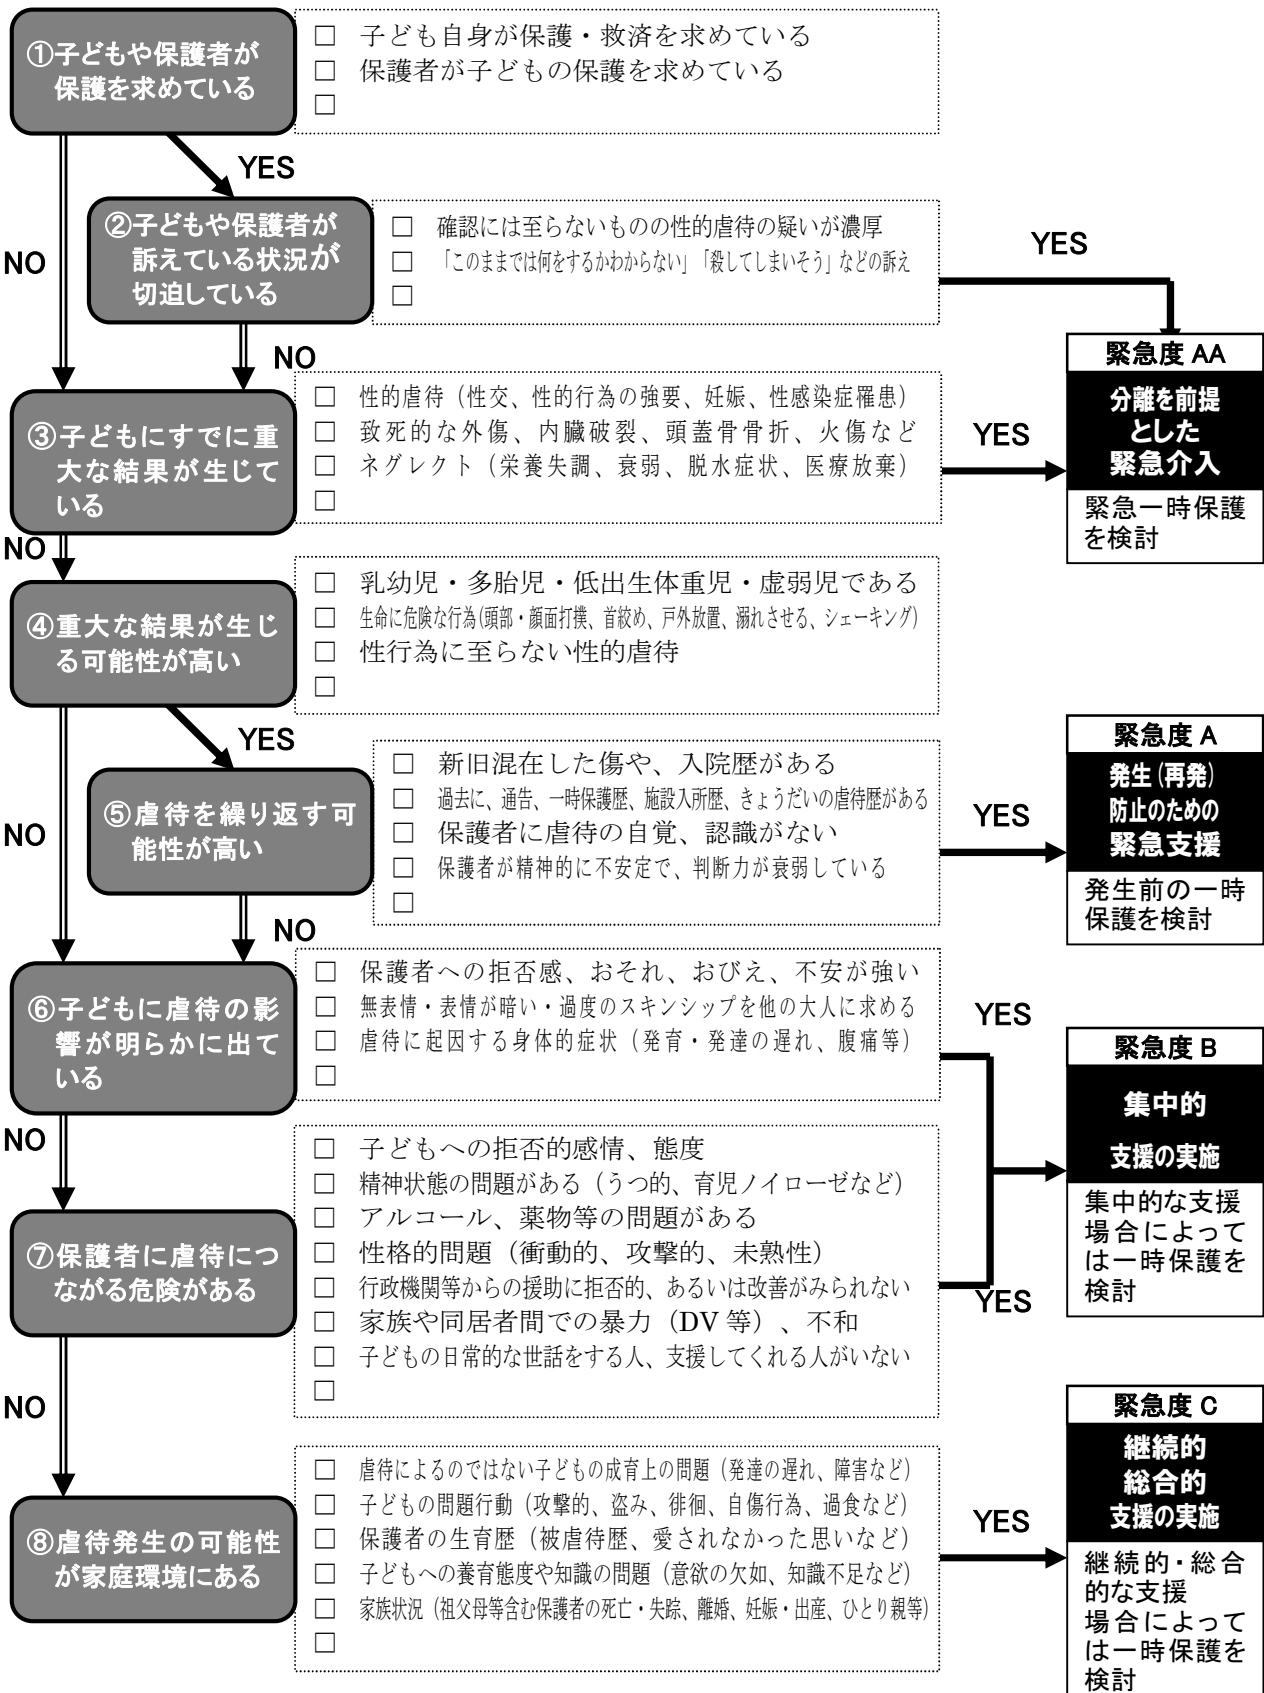 ①子どもや保護者が
保護を求めている
□ 子ども自身が保護・救済を求めている
□ 保護者が子どもの保護を求めている
□
YES
NO
②子どもや保護者が
訴えている状況が
切迫している
□ 確認には至らないものの性的虐待の疑いが濃厚
□ 「このままでは何をするかわからない」「殺してしまいそう」などの訴え
□
YES
NO
緊急度 AA
分離を前提
とした
緊急介入
緊急一時保護
を検討
③子どもにすでに重
大な結果が生じて
いる
□ 性的虐待（性交、性的行為の強要、妊娠、性感染症罹患）
□ 致死的な外傷、内臓破裂、頭蓋骨骨折、火傷など
□ ネグレクト（栄養失調、衰弱、脱水症状、医療放棄）
□
YES
NO
④重大な結果が生じ
る可能性が高い
□ 乳幼児・多胎児・低出生体重児・虚弱児である
□ 生命に危険な行為(頭部・顔面打撲、首絞め、戸外放置、溺れさせる、シェーキング)
□ 性行為に至らない性的虐待
□
YES
NO
⑤虐待を繰り返す可
能性が高い
□ 新旧混在した傷や、入院歴がある
□ 過去に、通告、一時保護歴、施設入所歴、きょうだいの虐待歴がある
□ 保護者に虐待の自覚、認識がない
□ 保護者が精神的に不安定で、判断力が衰弱している
□
YES
NO
緊急度 A
発生(再発)
防止のための
緊急支援
発生前の一時
保護を検討
⑥子どもに虐待の影
響が明らかに出て
いる
□ 保護者への拒否感、おそれ、おびえ、不安が強い
□ 無表情・表情が暗い・過度のスキンシップを他の大人に求める
□ 虐待に起因する身体的症状（発育・発達の遅れ、腹痛等）
□
YES
NO
緊急度 B
集中的
支援の実施
集中的な支援
場合によって
は一時保護を
検討
⑦保護者に虐待につ
ながる危険がある
□ 子どもへの拒否的感情、態度
□ 精神状態の問題がある（うつ的、育児ノイローゼなど）
□ アルコール、薬物等の問題がある
□ 性格的問題（衝動的、攻撃的、未熟性）
□ 行政機関等からの援助に拒否的、あるいは改善がみられない
□ 家族や同居者間での暴力（DV 等）、不和
□ 子どもの日常的な世話をする人、支援してくれる人がいない
□
YES
NO
⑧虐待発生の可能性
が家庭環境にある
□ 虐待によるのではない子どもの成育上の問題（発達の遅れ、障害など）
□ 子どもの問題行動（攻撃的、盗み、徘徊、自傷行為、過食など）
□ 保護者の生育歴（被虐待歴、愛されなかった思いなど）
□ 子どもへの養育態度や知識の問題（意欲の欠如、知識不足など）
□ 家族状況（祖父母等含む保護者の死亡・失踪、離婚、妊娠・出産、ひとり親等）
□
YES
緊急度 C
継続的
総合的
支援の実施
継続的・総合
的な支援
場合によって
は一時保護を
検討